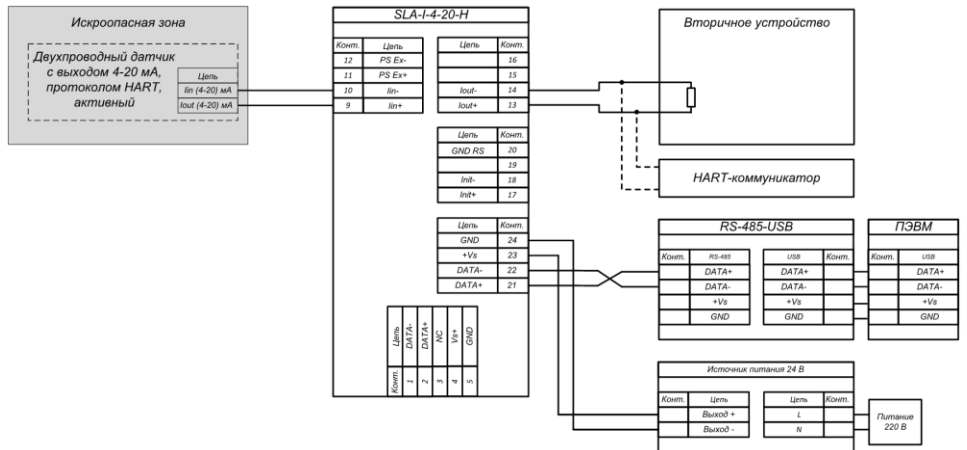 Искроопасная зона
Двухпроводный датчик
с выходом 4-20 мА,
протоколом HART,
активный
Цепь
Iin (4-20) мА
Iout (4-20) мА
SLA-I-4-20-H
Конт. Цепь
12 PS Ex-
11 PS Ex+
10 Iin-
9 Iin+
Цепь Конт.
16
15
Iout- 14
Iout+ 13
Цепь Конт.
GND RS 20
19
Init- 18
Init+ 17
Цепь Конт.
GND 24
+Vs 23
DATA- 22
DATA+ 21
Конт. Цепь
1 DATA-
2 DATA+
3 NC
4 Vs+
5 GND
Вторичное устройство
HART-коммуникатор
RS-485-USB
Конт. RS-485
DATA+
DATA-
+Vs
GND
USB Конт.
DATA+
DATA-
+Vs
GND
ПЭВМ
Конт. USB
DATA+
DATA-
+Vs
GND
Источник питания 24 В
Конт. Цепь
Выход +
Выход -
Цепь Конт.
L
N
Питание
220 В